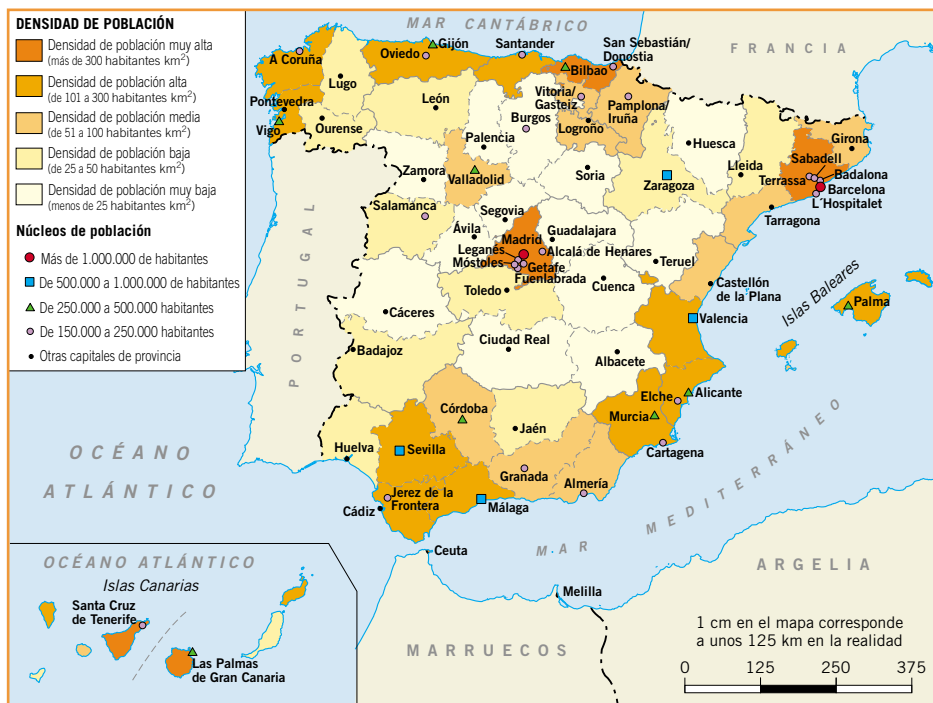 DENSIDAD DE POBLACIÓN
Densidad de población muy alta
(más de 300 habitantes km²)
Densidad de población alta
(de 101 a 300 habitantes km²)
Densidad de población media
(de 51 a 100 habitantes km²)
Densidad de población baja
(de 25 a 50 habitantes km²)
Densidad de población muy baja
(menos de 25 habitantes km²)
Núcleos de población
Más de 1.000.000 de habitantes
De 500.000 a 1.000.000 de habitantes
De 250.000 a 500.000 habitantes
De 150.000 a 250.000 habitantes
Otras capitales de provincia
MAR CANTÁBRICO
FRANCIA
PORTUGAL
OCÉANO
ATLÁNTICO
MAR MEDITERRÁNEO
Islas Baleares
ARGELIA
MARRUECOS
A Coruña
Lugo
Pontevedra
Vigo
Ourense
Oviedo
Gijón
Santander
Bilbao
San Sebastián/
Donostia
Vitoria/
Gasteiz
Pamplona/
Iruña
Logroño
León
Palencia
Burgos
Zamora
Valladolid
Soria
Salamanca
Segovia
Ávila
Huesca
Zaragoza
Lleida
Girona
Sabadell
Terrassa
Badalona
Barcelona
L´Hospitalet
Tarragona
Madrid
Guadalajara
Leganés
Alcalá de Henares
Móstoles
Getafe
Fuenlabrada
Toledo
Cuenca
Teruel
Castellón
de la Plana
Valencia
Palma
Cáceres
Badajoz
Ciudad Real
Albacete
Alicante
Elche
Murcia
Cartagena
Córdoba
Jaén
Huelva
Sevilla
Granada
Almería
Jerez de la
Frontera
Cádiz
Málaga
Ceuta
Melilla
OCÉANO ATLÁNTICO
Islas Canarias
Santa Cruz
de Tenerife
Las Palmas
de Gran Canaria
1 cm en el mapa corresponde
a unos 125 km en la realidad
0 125 250 375